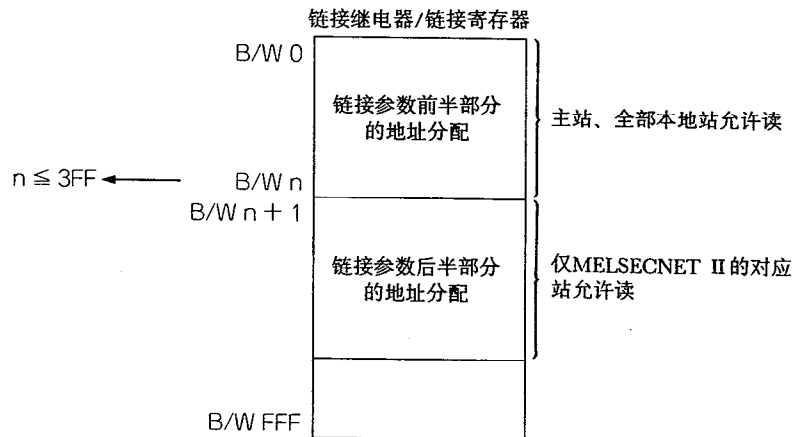 链接继电器/链接寄存器
B/W 0
链接参数前半部分
的地址分配
主站、全部本地站允许读
n ≦ 3FF
B/W n
B/W n + 1
链接参数后半部分
的地址分配
仅MELSECNET II的对应
站允许读
B/W FFF